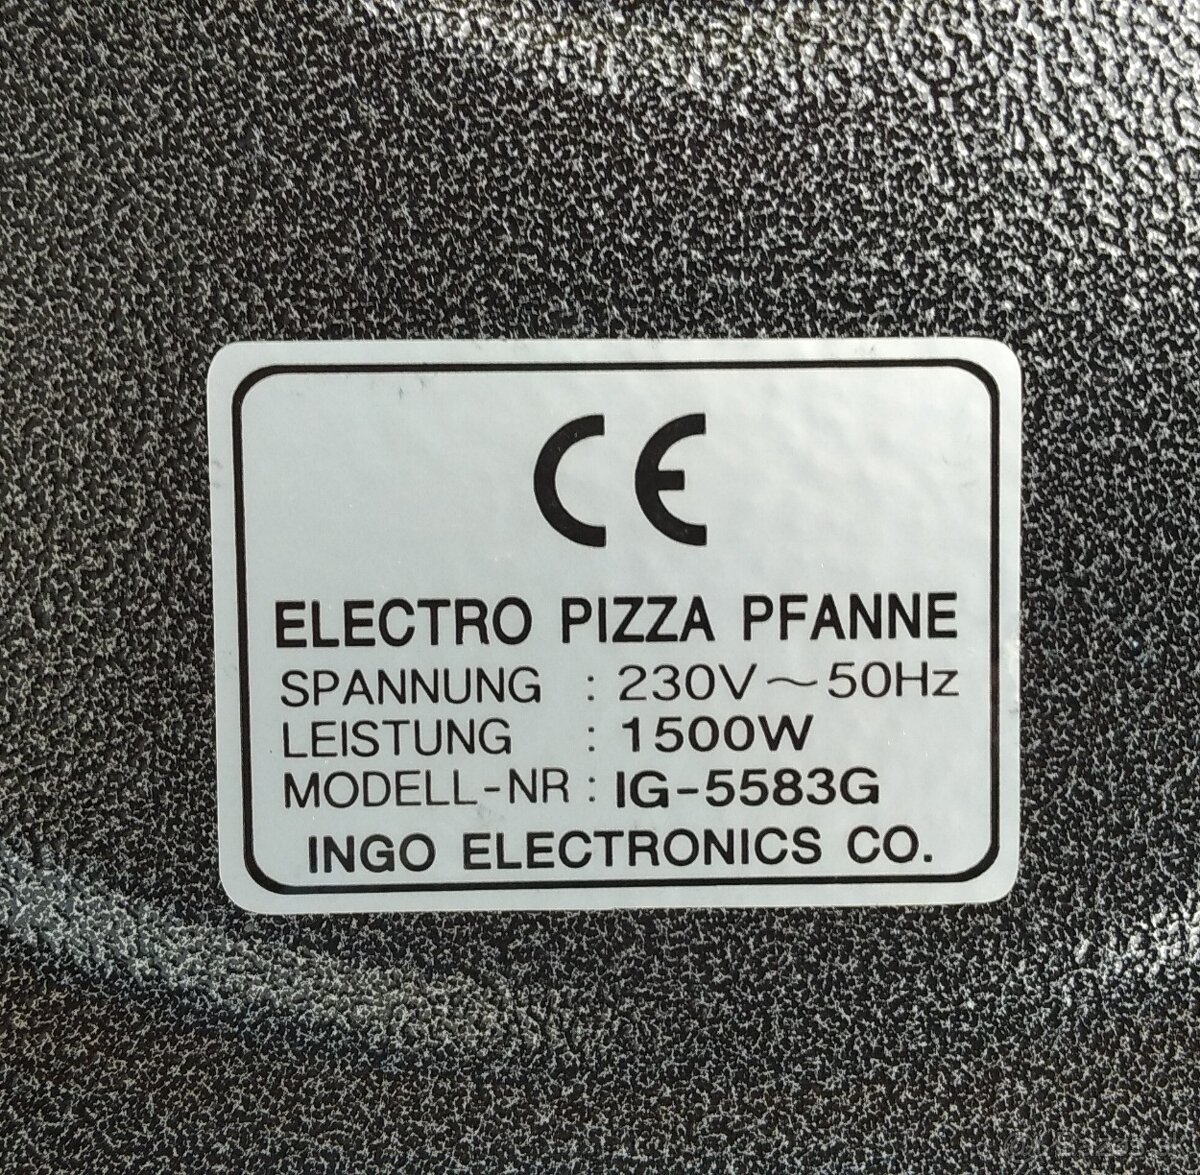 CE
ELECTRO PIZZA PFANNE
SPANNUNG : 230V~50Hz
LEISTUNG : 1500W
MODELL-NR : IG-5583G
INGO ELECTRONICS CO.